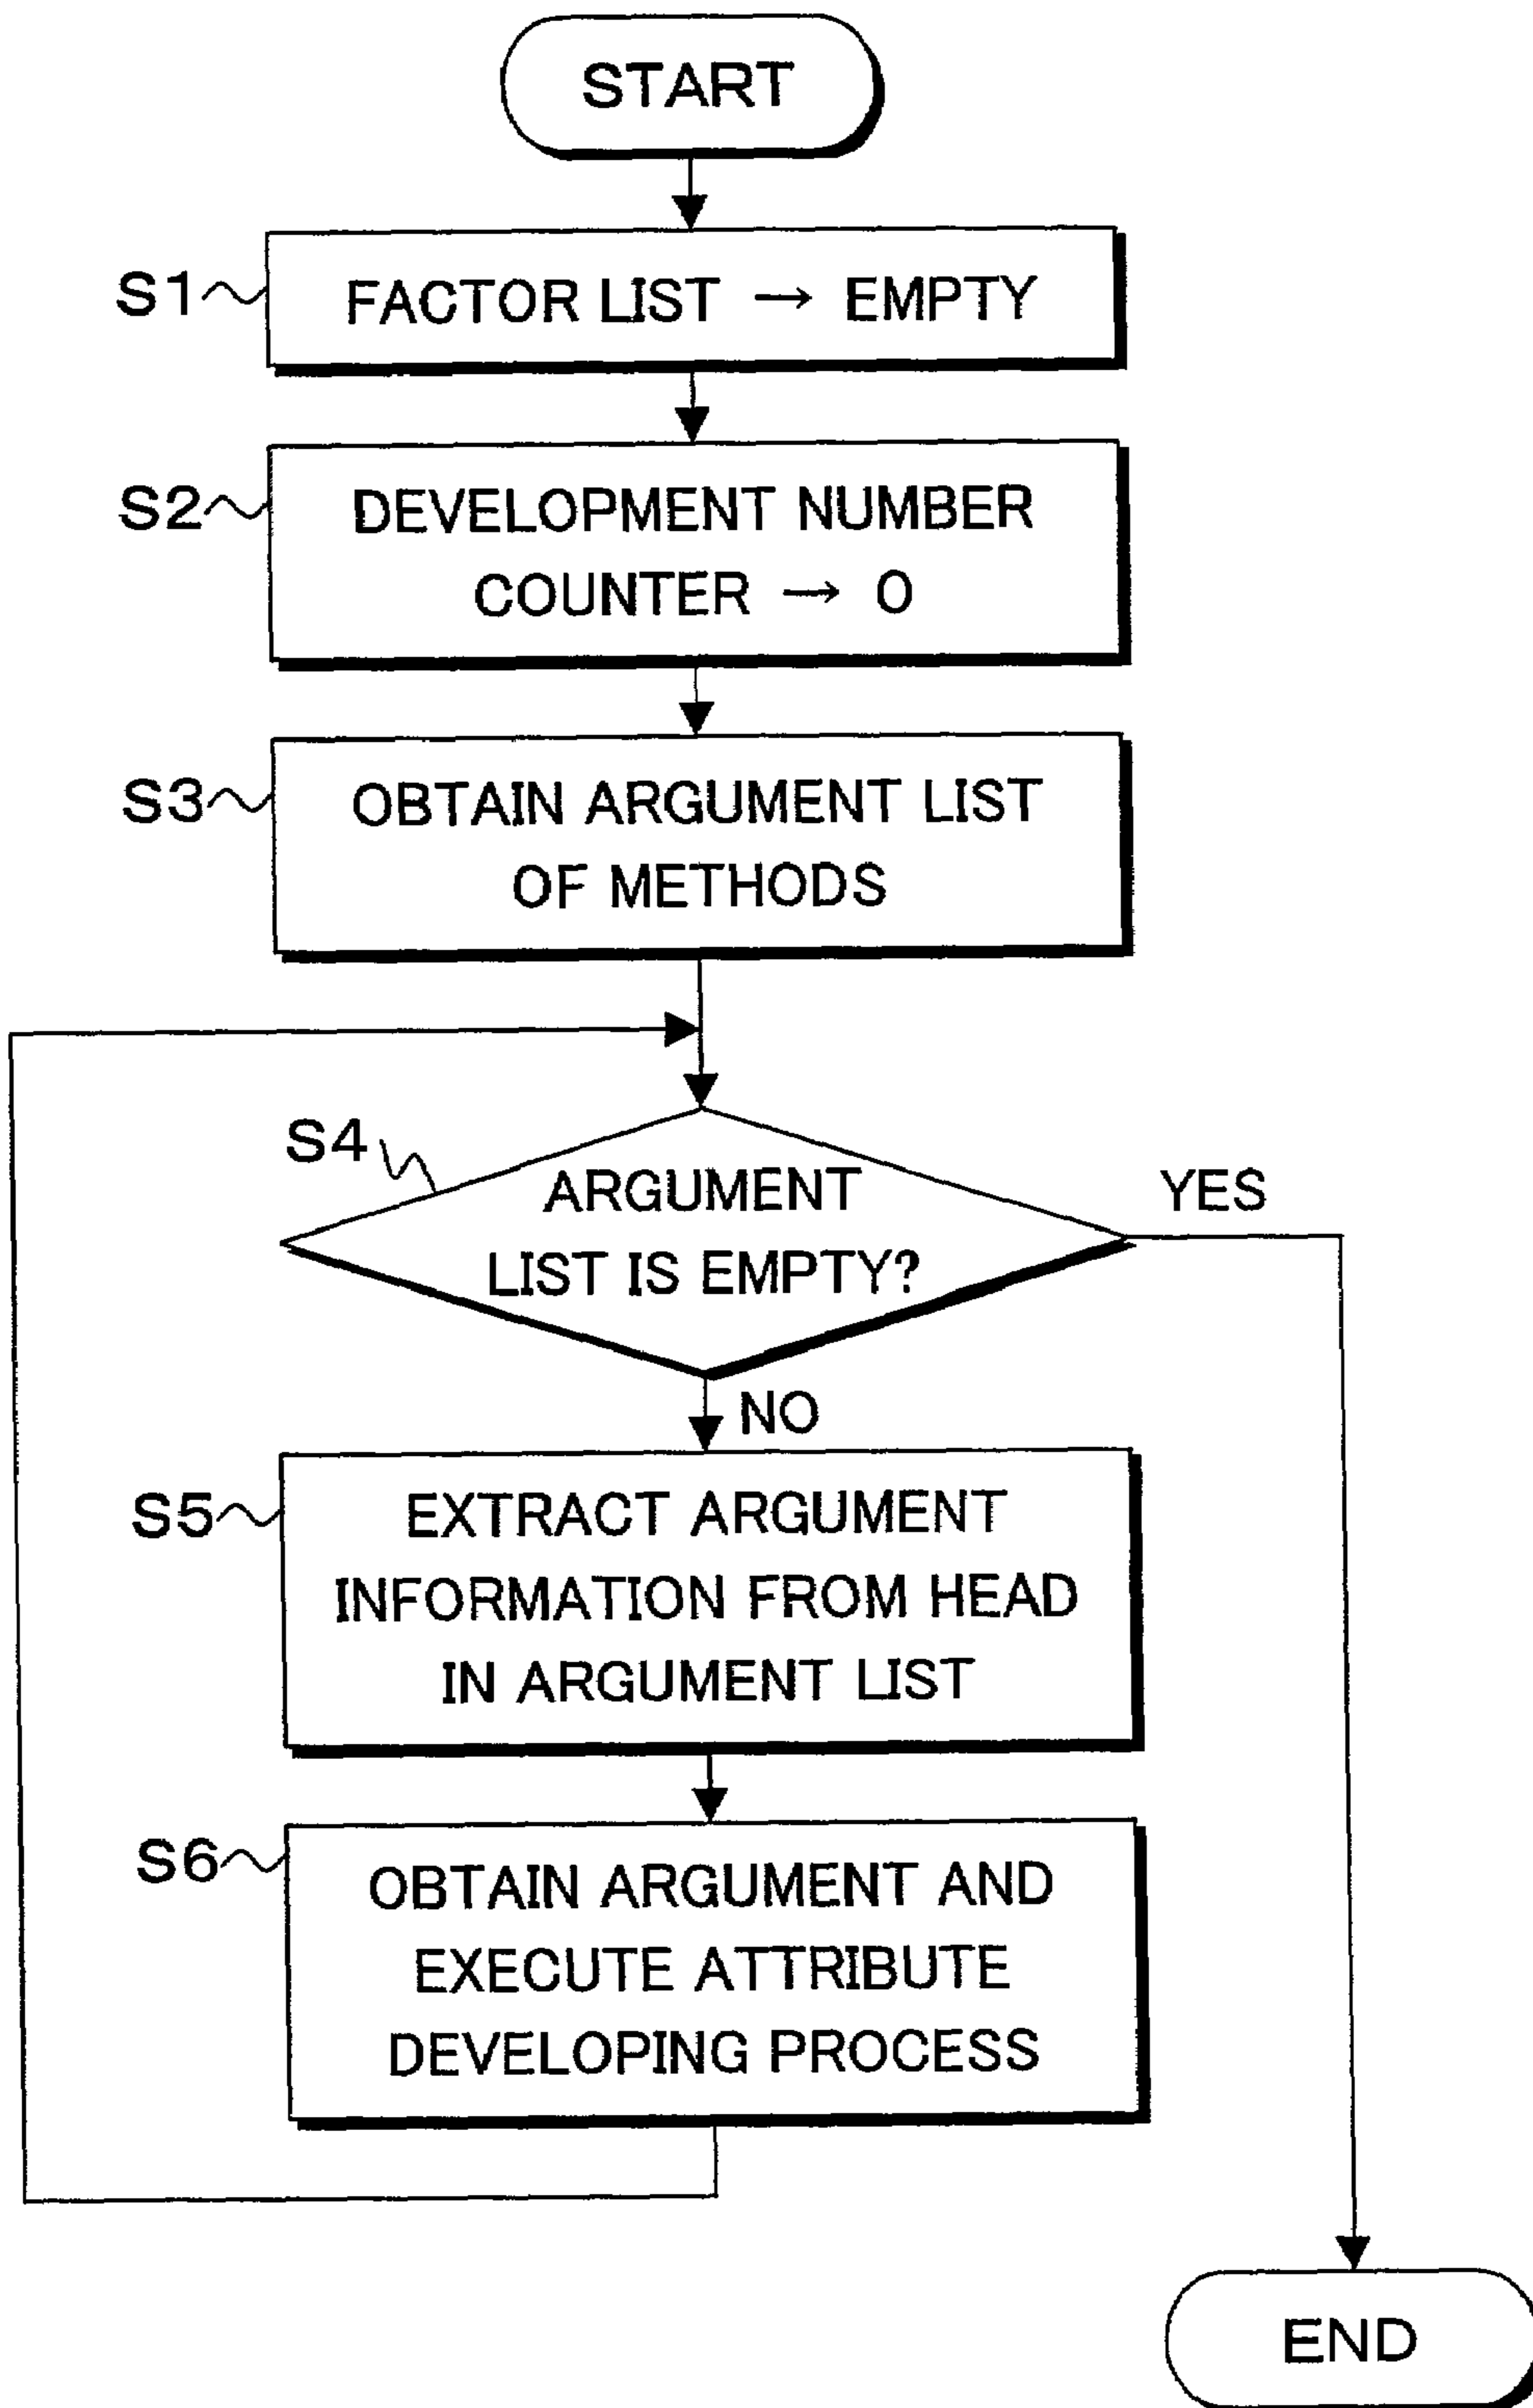 START
S1
FACTOR LIST → EMPTY
S2
DEVELOPMENT NUMBER
COUNTER → 0
S3
OBTAIN ARGUMENT LIST
OF METHODS
S4
ARGUMENT
LIST IS EMPTY?
YES
NO
S5
EXTRACT ARGUMENT
INFORMATION FROM HEAD
IN ARGUMENT LIST
S6
OBTAIN ARGUMENT AND
EXECUTE ATTRIBUTE
DEVELOPING PROCESS
END